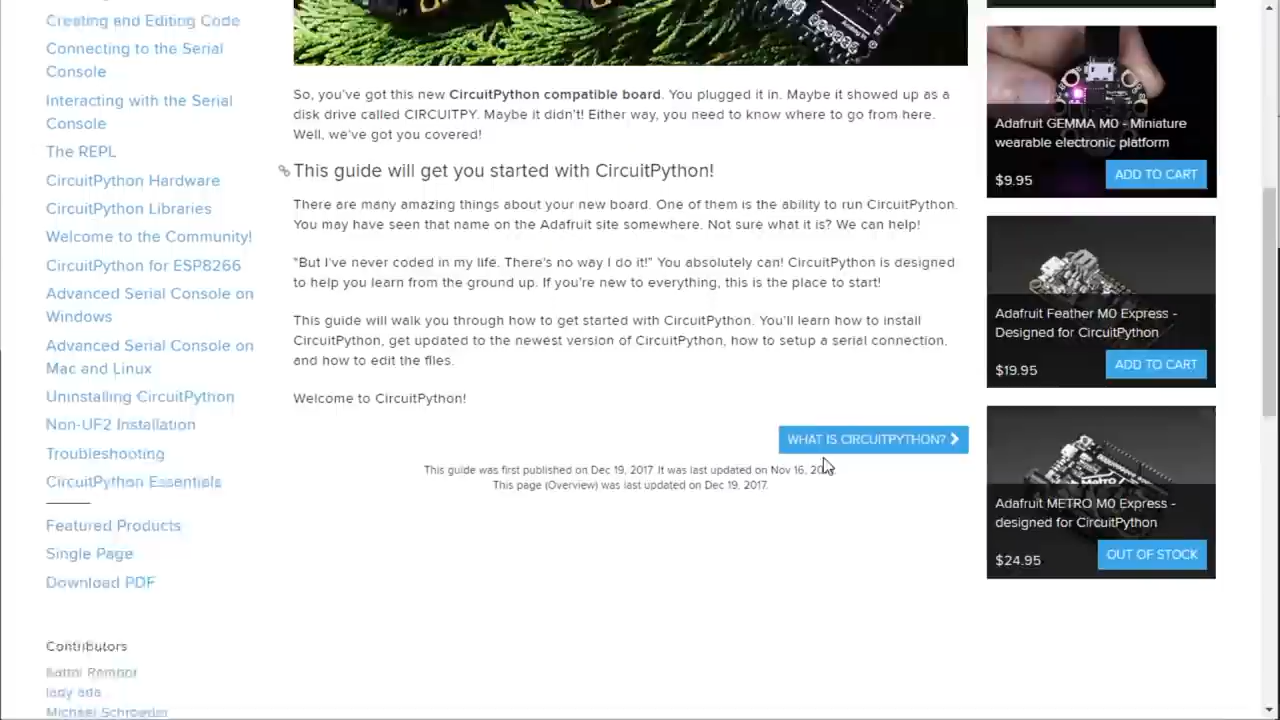 Creating and Editing Code
Connecting to the Serial
Console
Interacting with the Serial
Console
The REPL
CircuitPython Hardware
CircuitPython Libraries
Welcome to the Community!
CircuitPython for ESP8266
Advanced Serial Console on
Windows
Advanced Serial Console on
Mac and Linux
Uninstalling CircuitPython
Non-UF2 Installation
Troubleshooting
CircuitPython Essentials
Featured Products
Single Page
Download PDF
Contributors
lady ada
Michael Schroeder
So, you've got this new CircuitPython compatible board. You plugged it in. Maybe it showed up as a
disk drive called CIRCUITPY. Maybe it didn't! Either way, you need to know where to go from here.
Well, we've got you covered!
This guide will get you started with CircuitPython!
There are many amazing things about your new board. One of them is the ability to run CircuitPython.
You may have seen that name on the Adafruit site somewhere. Not sure what it is? We can help!
"But I've never coded in my life. There's no way I do it!" You absolutely can! CircuitPython is designed
to help you learn from the ground up. If you're new to everything, this is the place to start!
This guide will walk you through how to get started with CircuitPython. You'll learn how to install
CircuitPython, get updated to the newest version of CircuitPython, how to setup a serial connection,
and how to edit the files.
Welcome to CircuitPython!
WHAT IS CIRCUITPYTHON?
This guide was first published on Dec 19, 2017. It was last updated on Nov 16,
This page (Overview) was last updated on Dec 19, 2017.
Adafruit GEMMA M0 - Miniature
wearable electronic platform
$9.95
ADD TO CART
Adafruit Feather M0 Express -
Designed for CircuitPython
$19.95
ADD TO CART
Adafruit METRO M0 Express -
designed for CircuitPython
$24.95
OUT OF STOCK